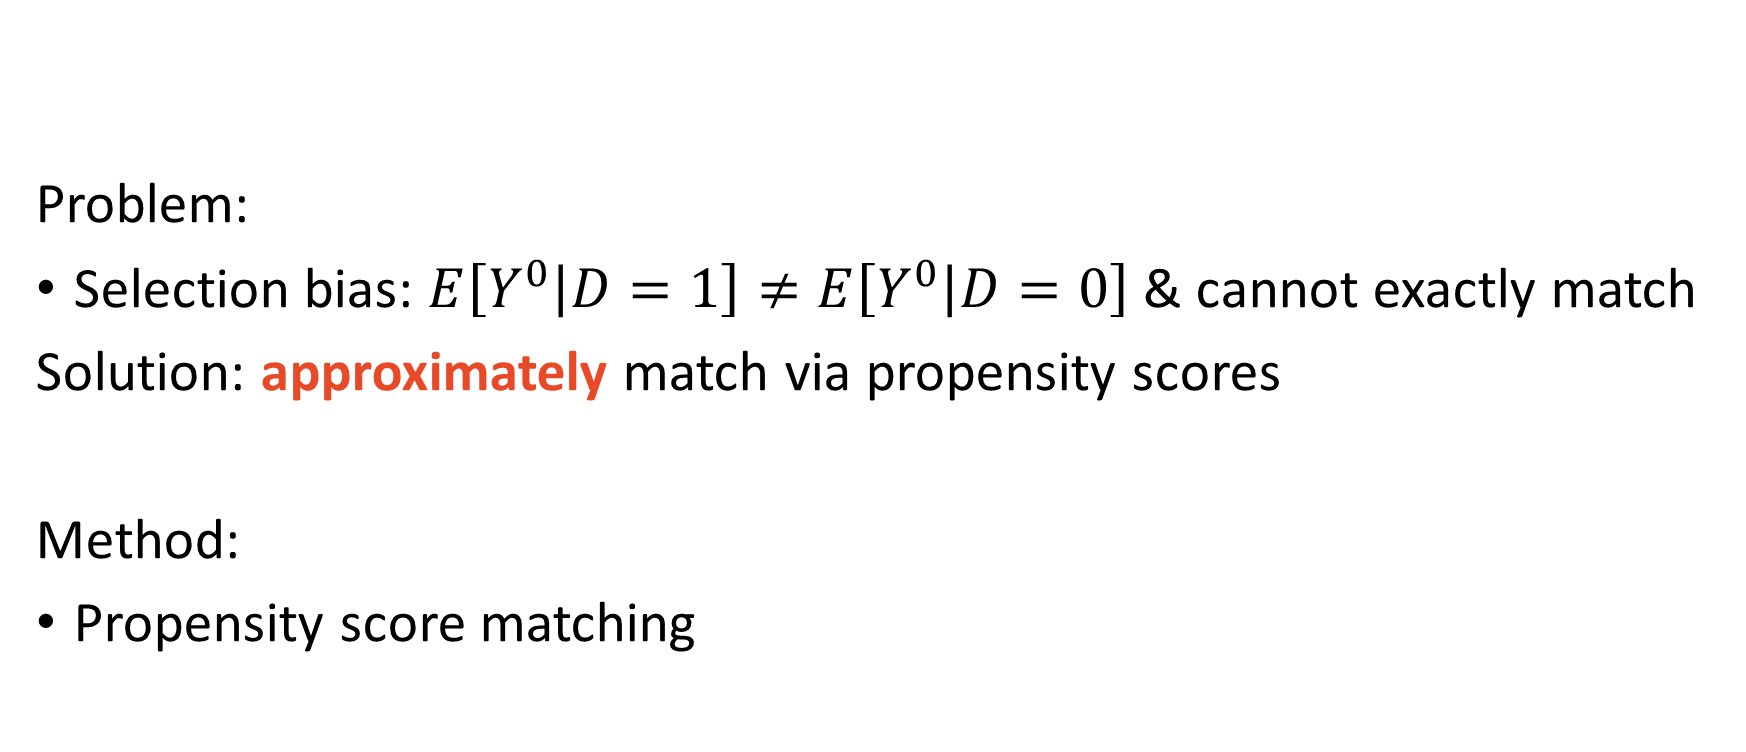 Problem:
• Selection bias: E[Y⁰|D = 1] ≠ E[Y⁰|D = 0] & cannot exactly match
Solution: approximately match via propensity scores
Method:
• Propensity score matching